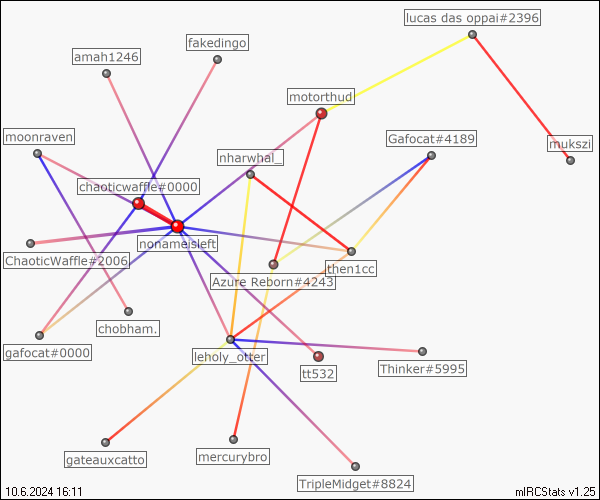 lucas das oppai#2396
fakedingo
amah1246
motorthud
moonraven
Gafocat#4189
mukszi
nharwhal_
chaoticwaffle#0000
nonameisleft
ChaoticWaffle#2006
then1cc
Azure Reborn#4243
chobham.
gafocat#0000
leholy_otter
tt532
Thinker#5995
gateauxcatto
mercurybro
TripleMidget#8824
10.6.2024 16:11
mIRCStats v1.25